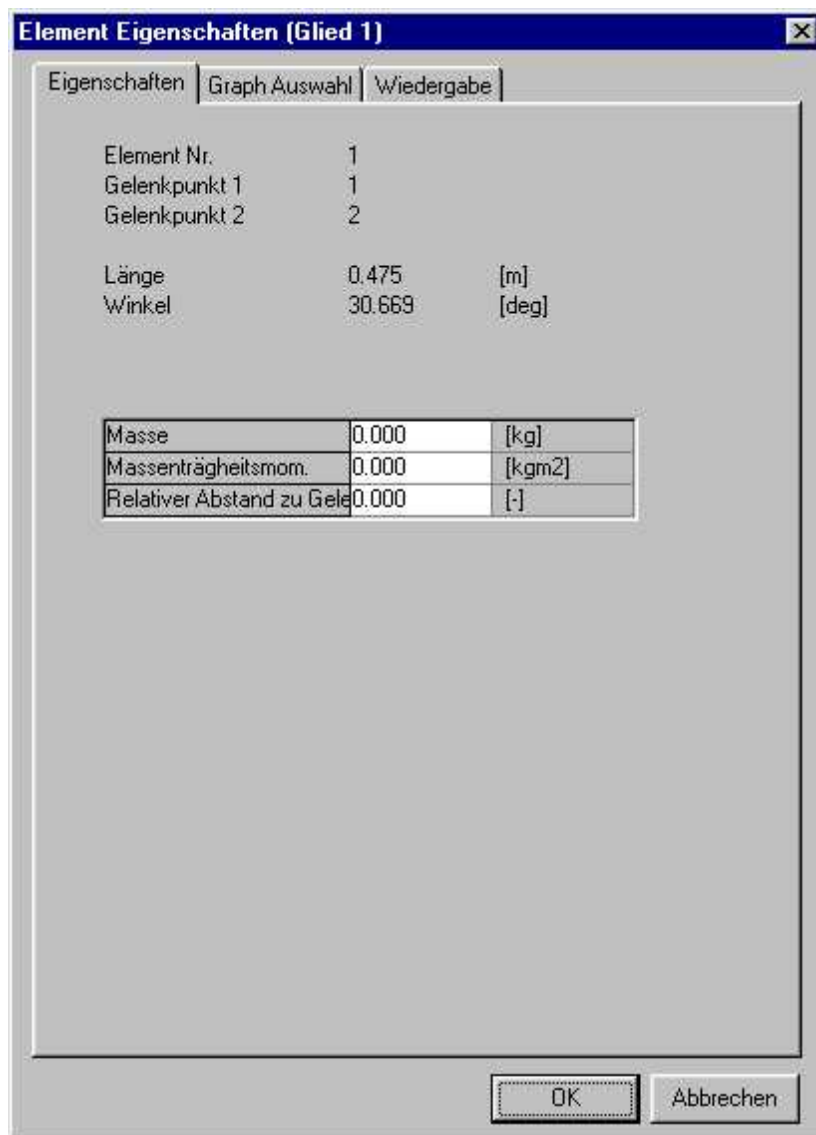 Element Eigenschaften (Glied 1)
Eigenschaften Graph Auswahl Wiedergabe
Element Nr. 1
Gelenkpunkt 1 1
Gelenkpunkt 2 2
Länge 0.475 [m]
Winkel 30.669 [deg]
Masse 0.000 [kg]
Massenträgheitsmom. 0.000 [kgm2]
Relativer Abstand zu Gele 0.000 [-]
OK Abbrechen